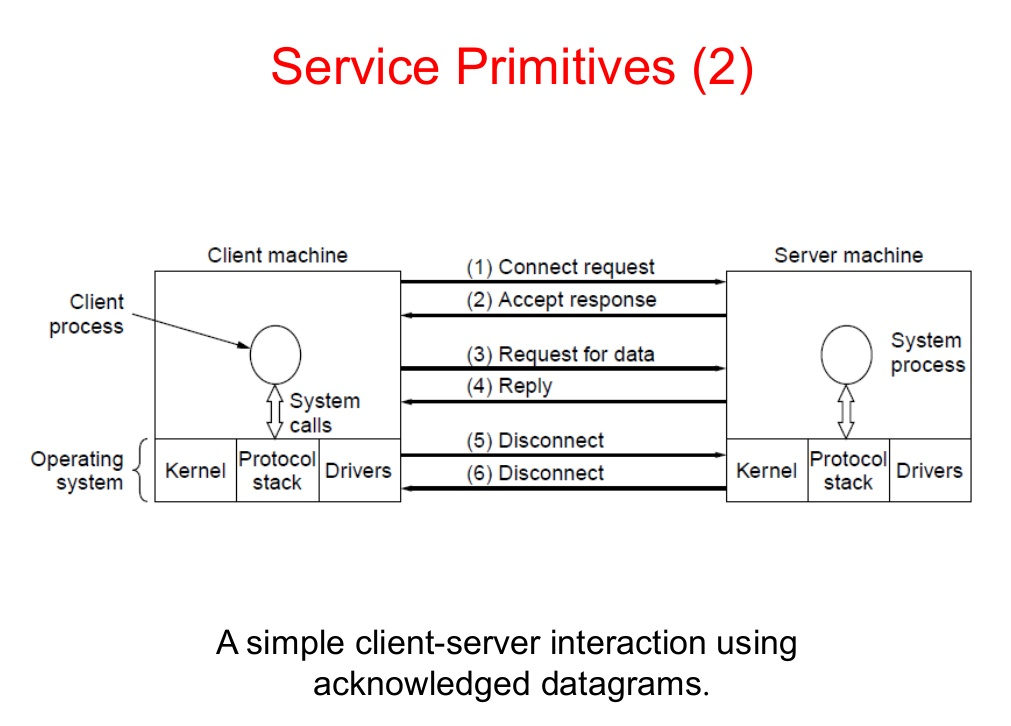 Service Primitives (2)
Client machine
Server machine
(1) Connect request
(2) Accept response
Client
process
(3) Request for data
System
process
(4) Reply
System
calls
(5) Disconnect
(6) Disconnect
Operating
system
Kernel
Protocol
stack
Drivers
Kernel
Protocol
stack
Drivers
A simple client-server interaction using
acknowledged datagrams.